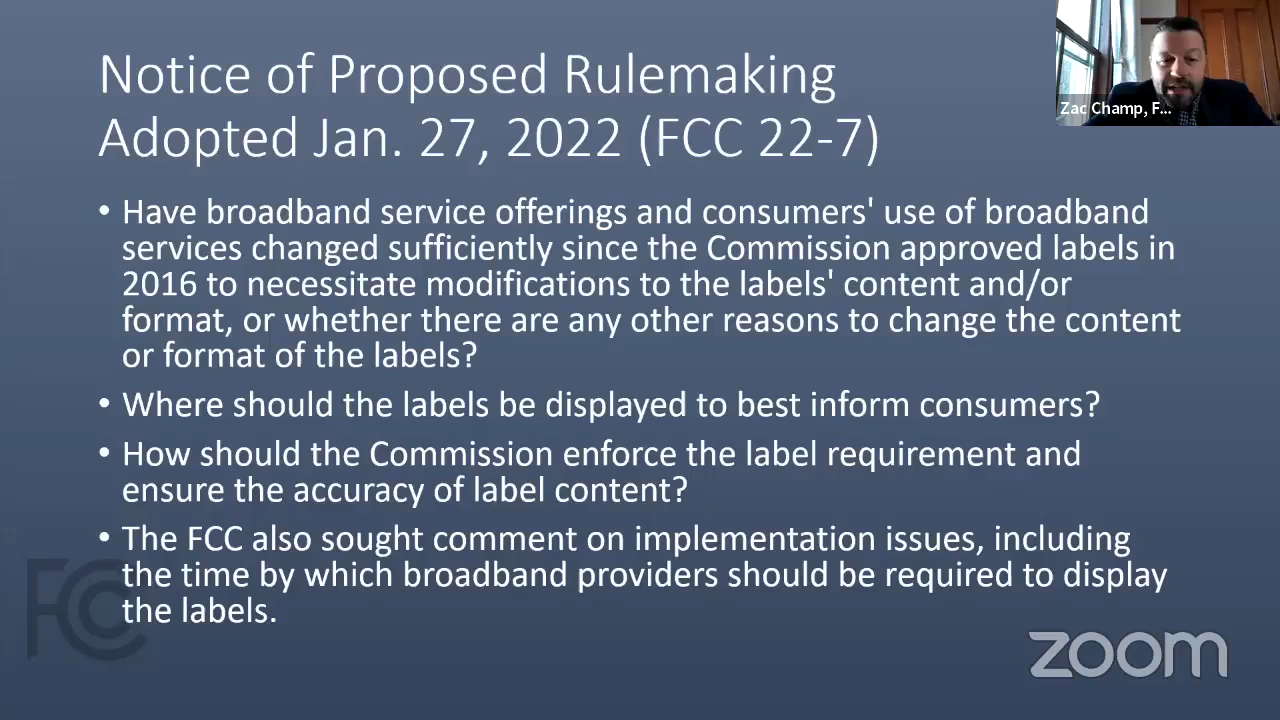 Notice of Proposed Rulemaking
Adopted Jan. 27, 2022 (FCC 22-7)
Zac Champ, F...
• Have broadband service offerings and consumers' use of broadband
services changed sufficiently since the Commission approved labels in
2016 to necessitate modifications to the labels' content and/or
format, or whether there are any other reasons to change the content
or format of the labels?
• Where should the labels be displayed to best inform consumers?
• How should the Commission enforce the label requirement and
ensure the accuracy of label content?
• The FCC also sought comment on implementation issues, including
the time by which broadband providers should be required to display
the labels.
FCC
zoom